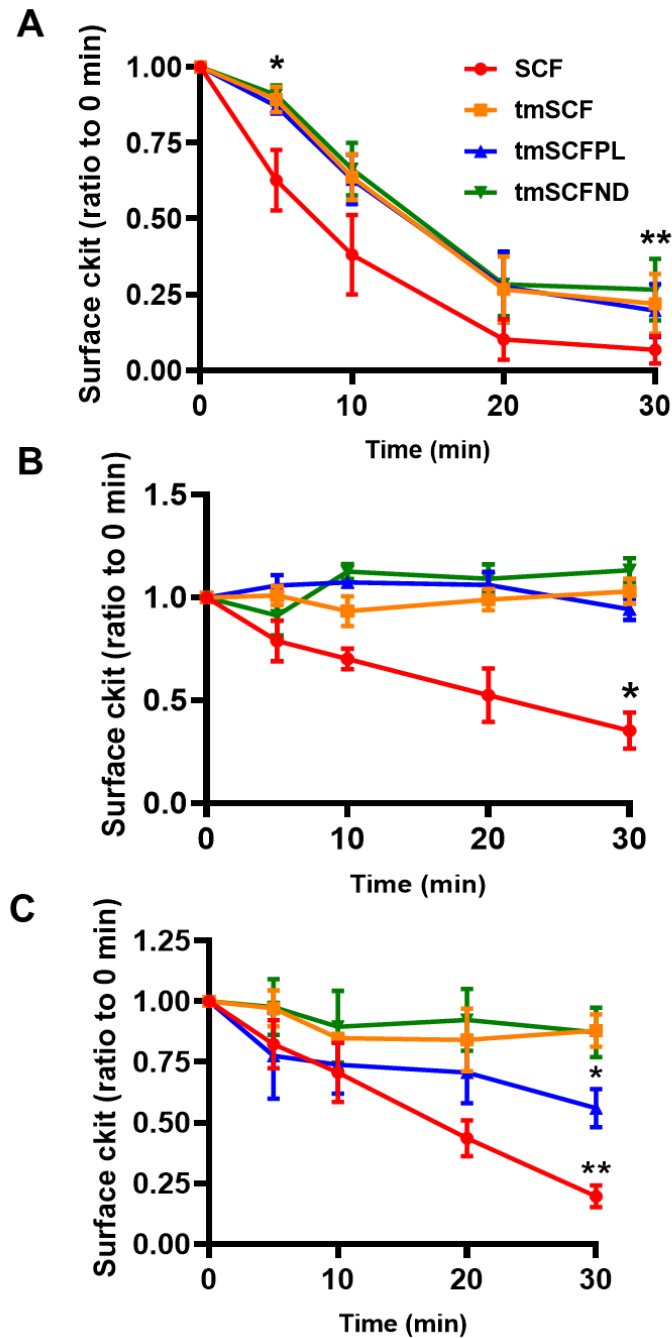 A
Surface ckit (ratio to 0 min)
1.00
0.75
0.50
0.25
0.00
*
**
SCF
tmSCF
tmSCFPL
tmSCFND
0 10 20 30
Time (min)
B
Surface ckit (ratio to 0 min)
1.5
1.0
0.5
0.0
*
0 10 20 30
Time (min)
C
Surface ckit (ratio to 0 min)
1.25
1.00
0.75
0.50
0.25
0.00
*
**
0 10 20 30
Time (min)